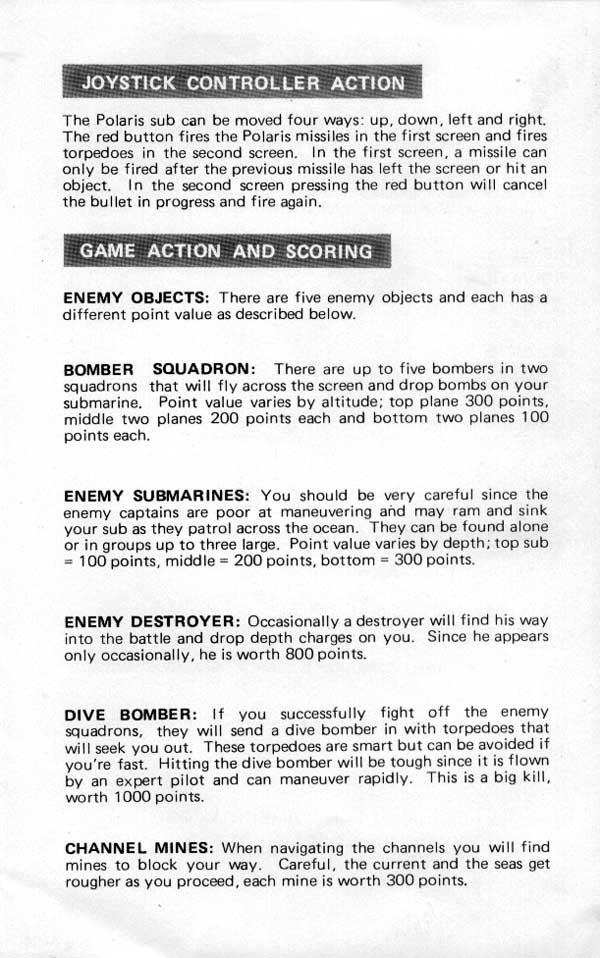 JOYSTICK CONTROLLER ACTION
The Polaris sub can be moved four ways: up, down, left and right.
The red button fires the Polaris missiles in the first screen and fires
torpedoes in the second screen. In the first screen, a missile can
only be fired after the previous missile has left the screen or hit an
object. In the second screen pressing the red button will cancel
the bullet in progress and fire again.
GAME ACTION AND SCORING
ENEMY OBJECTS: There are five enemy objects and each has a
different point value as described below.
BOMBER SQUADRON: There are up to five bombers in two
squadrons that will fly across the screen and drop bombs on your
submarine. Point value varies by altitude; top plane 300 points,
middle two planes 200 points each and bottom two planes 100
points each.
ENEMY SUBMARINES: You should be very careful since the
enemy captains are poor at maneuvering and may ram and sink
your sub as they patrol across the ocean. They can be found alone
or in groups up to three large. Point value varies by depth; top sub
= 100 points, middle = 200 points, bottom = 300 points.
ENEMY DESTROYER: Occasionally a destroyer will find his way
into the battle and drop depth charges on you. Since he appears
only occasionally, he is worth 800 points.
DIVE BOMBER: If you successfully fight off the enemy
squadrons, they will send a dive bomber in with torpedoes that
will seek you out. These torpedoes are smart but can be avoided if
you're fast. Hitting the dive bomber will be tough since it is flown
by an expert pilot and can maneuver rapidly. This is a big kill,
worth 1000 points.
CHANNEL MINES: When navigating the channels you will find
mines to block your way. Careful, the current and the seas get
rougher as you proceed, each mine is worth 300 points.